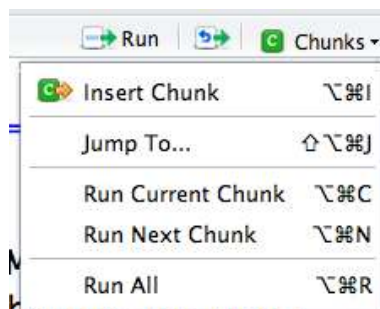 Run C Chunks
C Insert Chunk ⌥⌘I
Jump To... ⇧⌥⌘J
Run Current Chunk ⌥⌘C
Run Next Chunk ⌥⌘N
Run All ⌥⌘R